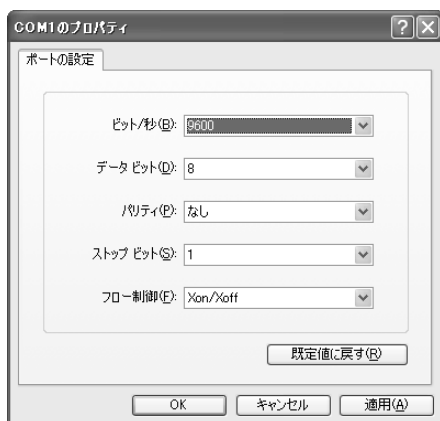 COM1のプロパティ
ポートの設定
ビット/秒(B): 9600
データ ビット(D): 8
パリティ(P): なし
ストップ ビット(S): 1
フロー制御(F): Xon/Xoff
既定値に戻す(R)
OK キャンセル 適用(A)